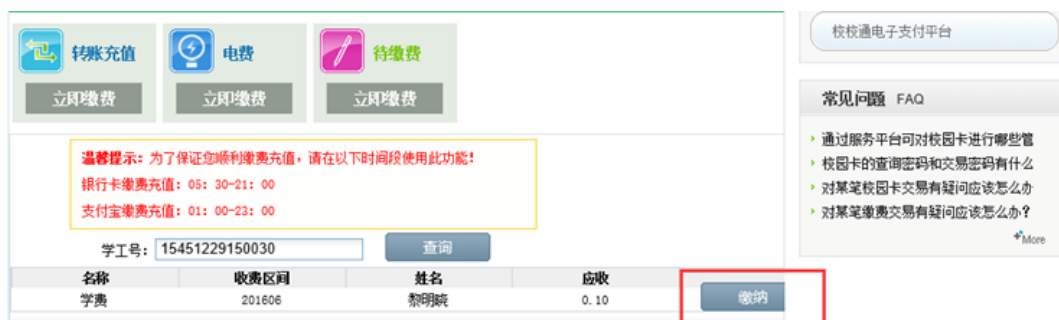 转账充值
电费
待缴费
立即缴费
立即缴费
立即缴费
温馨提示：为了保证您顺利缴费充值，请在以下时间段使用此功能！
银行卡缴费充值：05：30-21：00
支付宝缴费充值：01：00-23：00
学工号： 15451229150030 查询
名称 收费区间 姓名 应收
学费 201606 黎明晓 0.10 缴纳
校校通电子支付平台
常见问题 FAQ
通过服务平台可对校园卡进行哪些管
校园卡的查询密码和交易密码有什么
对某笔校园卡交易有疑问应该怎么办
对某笔缴费交易有疑问应该怎么办？
More